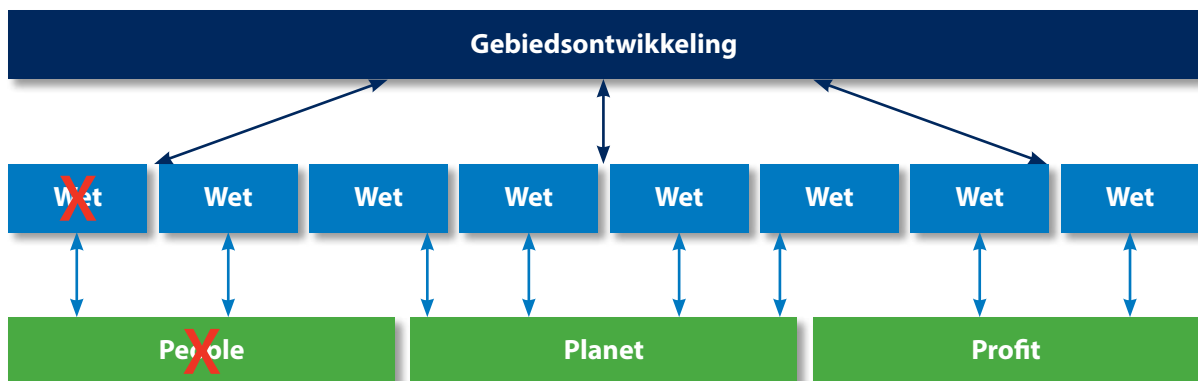 Gebiedsontwikkeling
Wet Wet Wet Wet Wet Wet Wet Wet
X
People Planet Profit
X